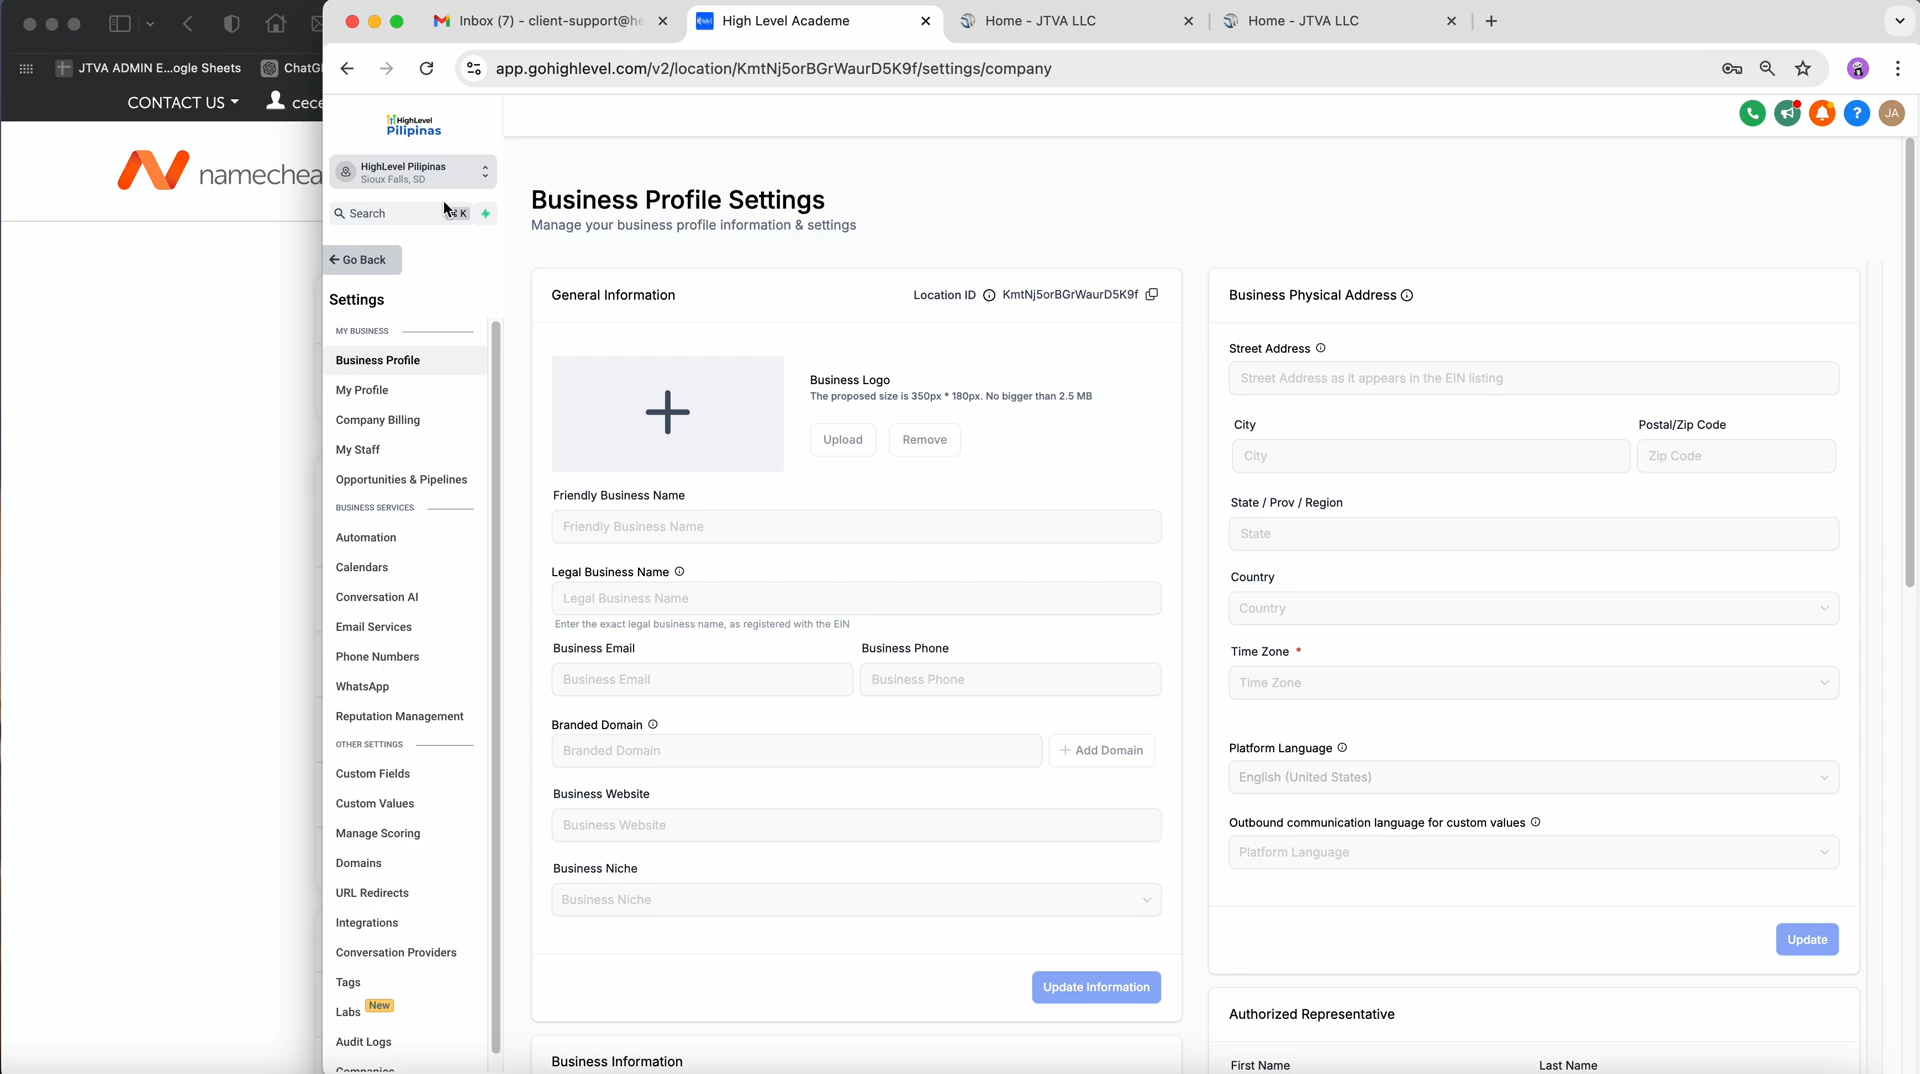 Inbox (7) - client-support@he
High Level Academe
Home - JTVA LLC
Home - JTVA LLC
JTVA ADMIN E...ogle Sheets
ChatG
app.gohighlevel.com/v2/location/KmtNj5orBGrWaurD5K9f/settings/company
CONTACT US
cece
namechea
HighLevel
Pilipinas
JA
HighLevel Pilipinas
Sioux Falls, SD
Search
K
Go Back
Settings
MY BUSINESS
Business Profile
My Profile
Company Billing
My Staff
Opportunities & Pipelines
BUSINESS SERVICES
Automation
Calendars
Conversation AI
Email Services
Phone Numbers
WhatsApp
Reputation Management
OTHER SETTINGS
Custom Fields
Custom Values
Manage Scoring
Domains
URL Redirects
Integrations
Conversation Providers
Tags
Labs New
Audit Logs
Companies
Business Profile Settings
Manage your business profile information & settings
General Information
Location ID KmtNj5orBGrWaurD5K9f
Business Logo
The proposed size is 350px * 180px. No bigger than 2.5 MB
Upload
Remove
Friendly Business Name
Friendly Business Name
Legal Business Name
Legal Business Name
Enter the exact legal business name, as registered with the EIN
Business Email
Business Phone
Business Email
Business Phone
Branded Domain
Branded Domain
+ Add Domain
Business Website
Business Website
Business Niche
Business Niche
Update Information
Business Information
Business Physical Address
Street Address
Street Address as it appears in the EIN listing
City
Postal/Zip Code
City
Zip Code
State / Prov / Region
State
Country
Country
Time Zone *
Time Zone
Platform Language
English (United States)
Outbound communication language for custom values
Platform Language
Update
Authorized Representative
First Name
Last Name